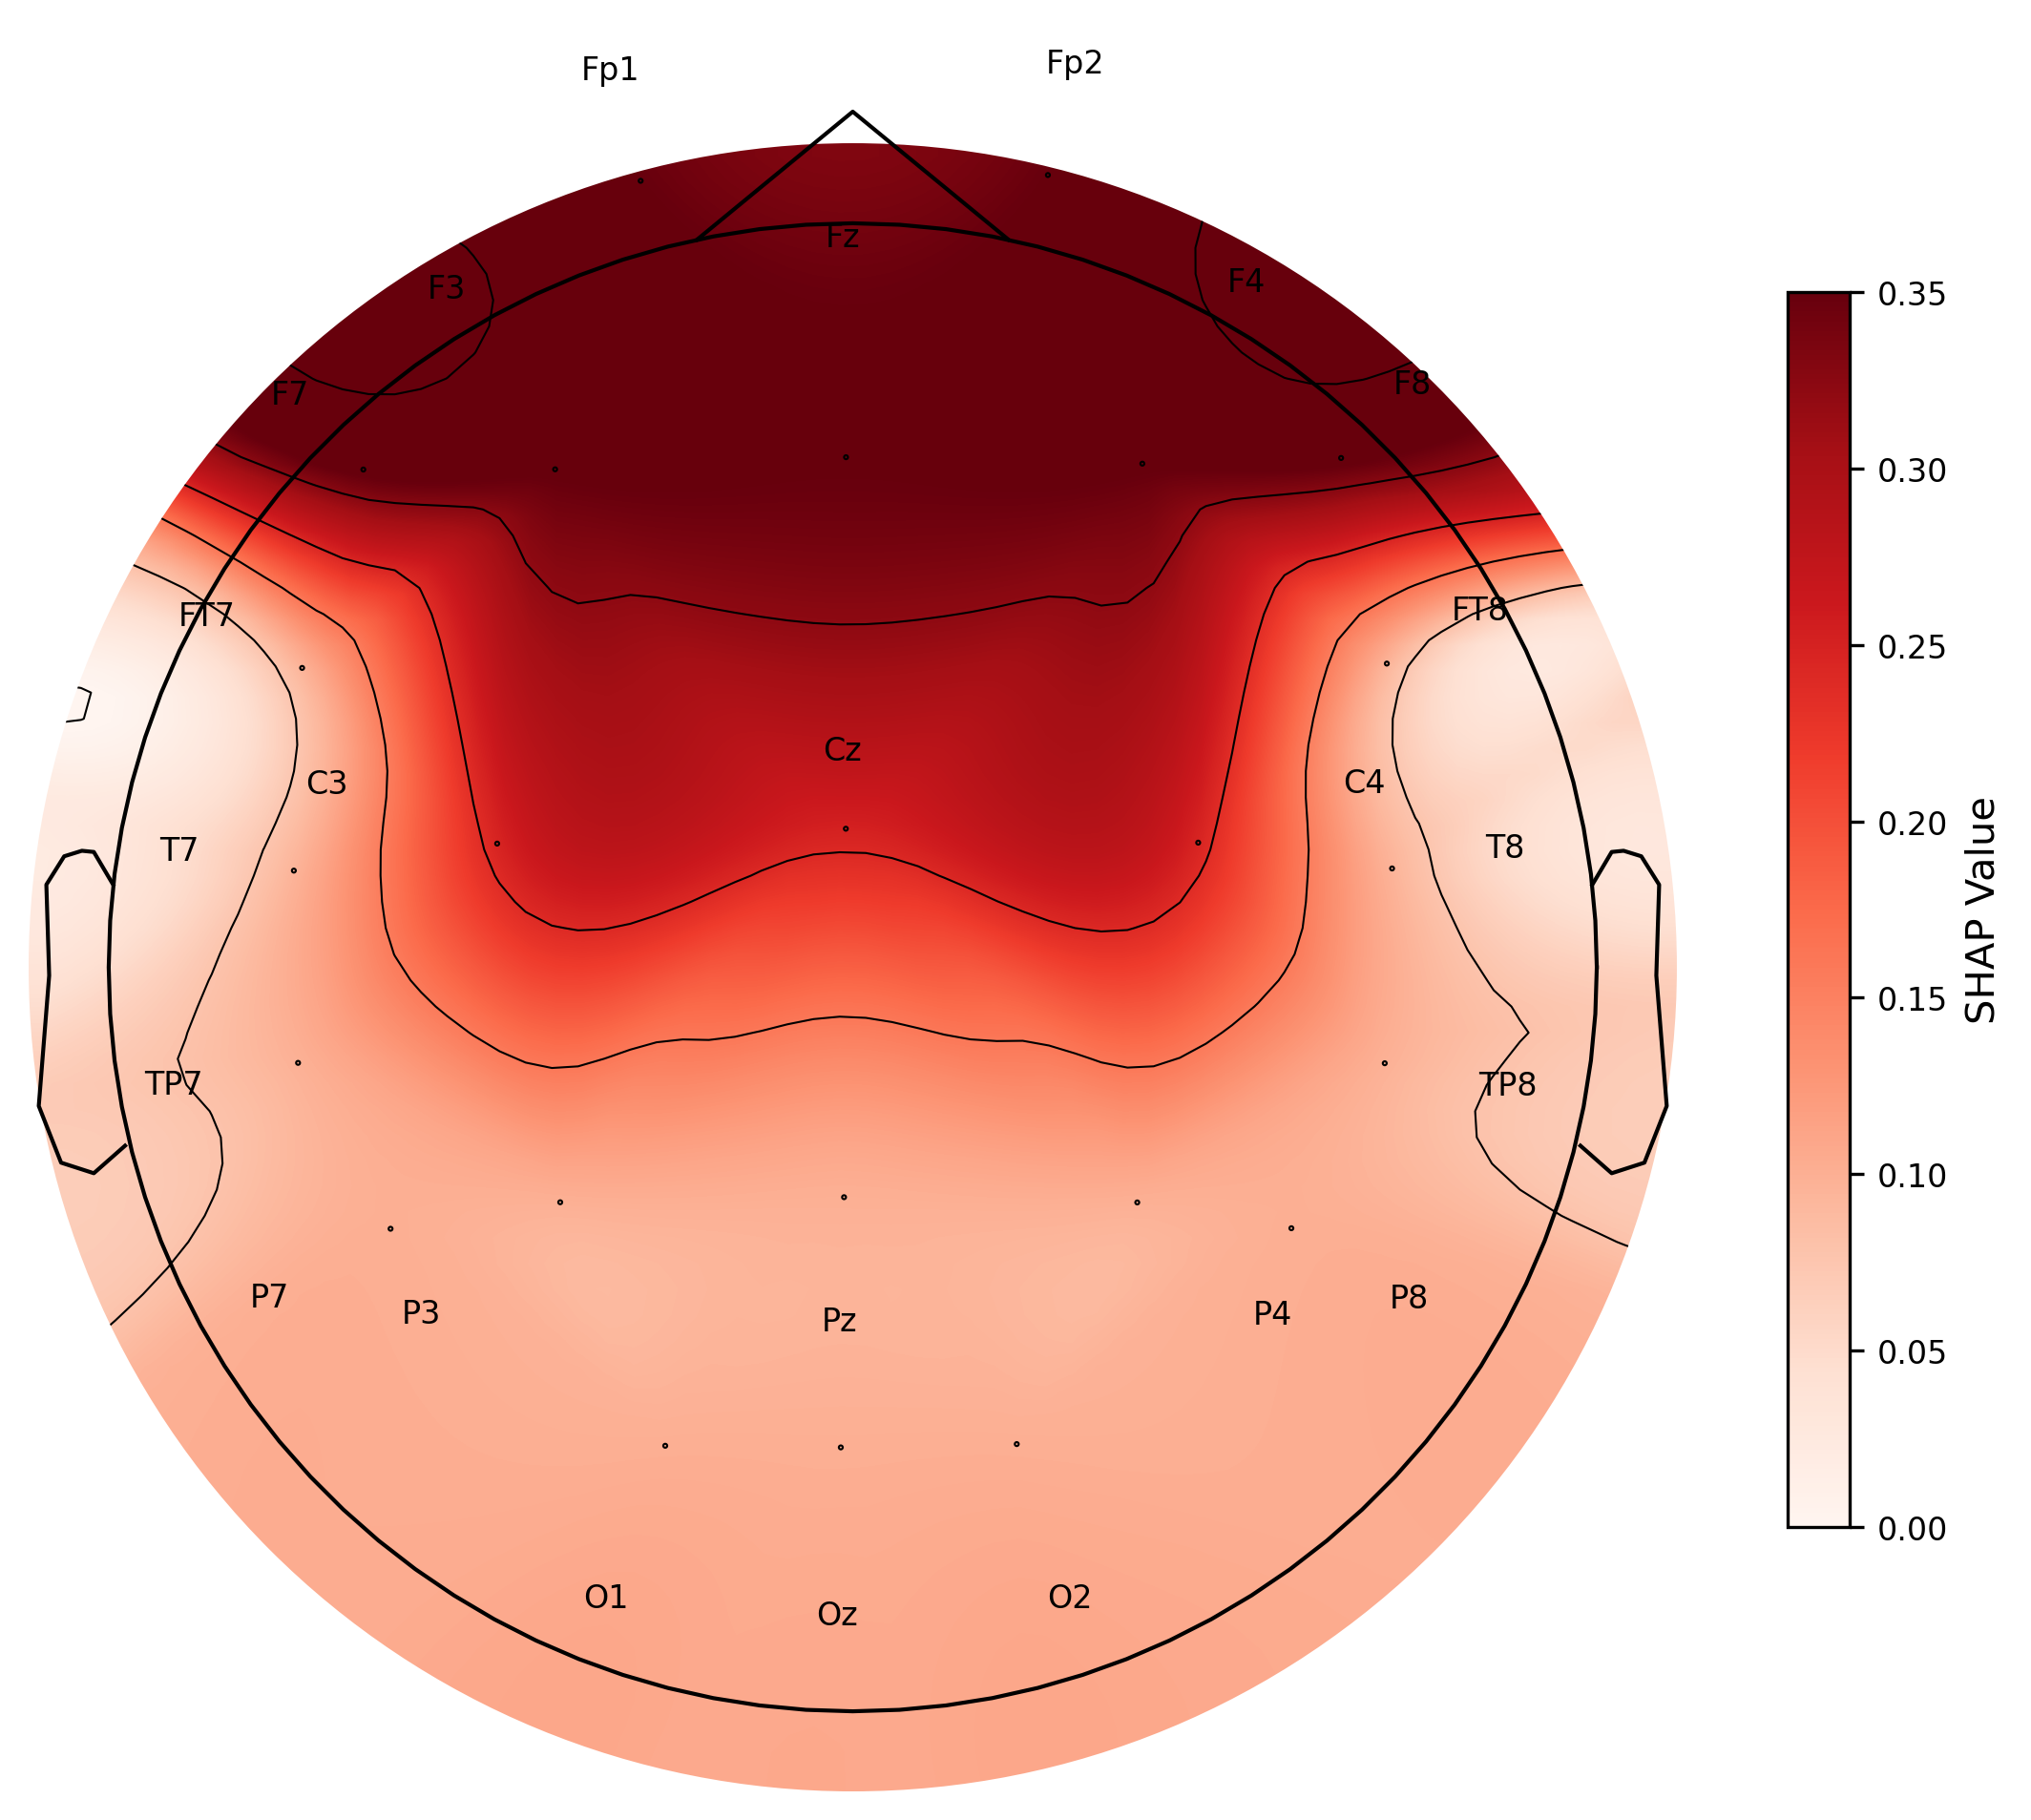 Fp1
Fp2
Fz
F3
F4
F7
F8
FT7
FT8
Cz
C3
C4
T7
T8
TP7
TP8
P7
P3
Pz
P4
P8
O1
Oz
O2
0.35
0.30
0.25
0.20
0.15
0.10
0.05
0.00
SHAP Value